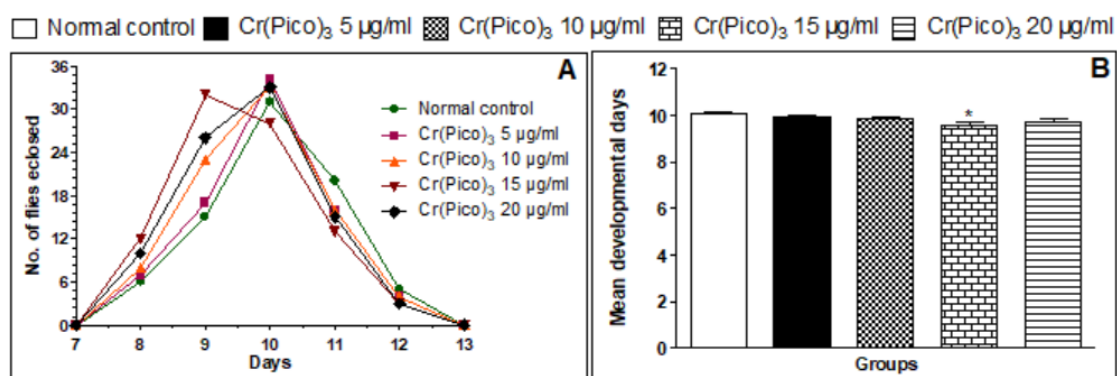 Normal control Cr(Pico)₃ 5 µg/ml Cr(Pico)₃ 10 µg/ml Cr(Pico)₃ 15 µg/ml Cr(Pico)₃ 20 µg/ml
A
No. of flies eclosed
36
30
24
18
12
6
0
Normal control
Cr(Pico)₃ 5 µg/ml
Cr(Pico)₃ 10 µg/ml
Cr(Pico)₃ 15 µg/ml
Cr(Pico)₃ 20 µg/ml
7 8 9 10 11 12 13
Days
B
Mean developmental days
12
10
8
6
4
2
0
*
Groups